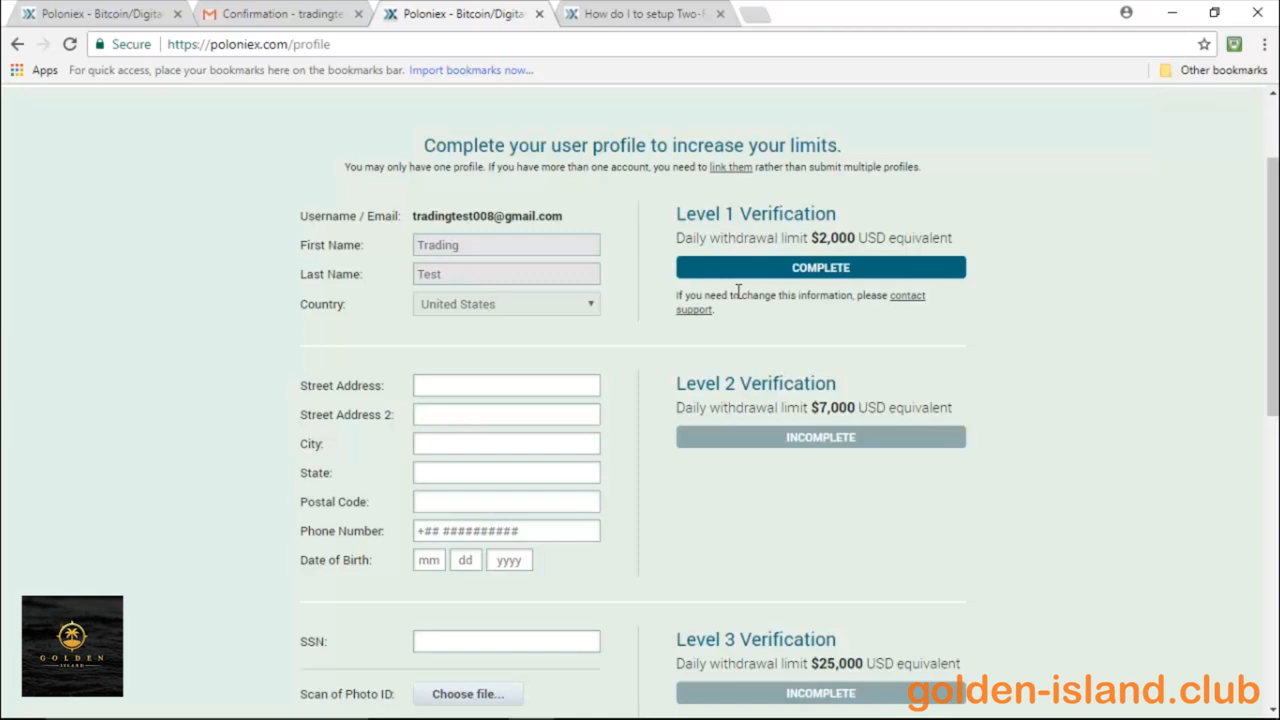 Poloniex - Bitcoin/Digita
Confirmation - tradingte
Poloniex - Bitcoin/Digita
How do I to setup Two-
Secure
https://poloniex.com/profile
Apps
For quick access, place your bookmarks here on the bookmarks bar. Import bookmarks now...
Other bookmarks
Complete your user profile to increase your limits.
You may only have one profile. If you have more than one account, you need to link them rather than submit multiple profiles.
Username / Email: tradingtest008@gmail.com
First Name: Trading
Last Name: Test
Country: United States
Level 1 Verification
Daily withdrawal limit $2,000 USD equivalent
COMPLETE
If you need to change this information, please contact
support.
Street Address:
Street Address 2:
City:
State:
Postal Code:
Phone Number: +## ##########
Date of Birth: mm dd yyyy
Level 2 Verification
Daily withdrawal limit $7,000 USD equivalent
INCOMPLETE
SSN:
Scan of Photo ID: Choose file...
Level 3 Verification
Daily withdrawal limit $25,000 USD equivalent
INCOMPLETE
GOLDEN
ISLAND
golden-island.club